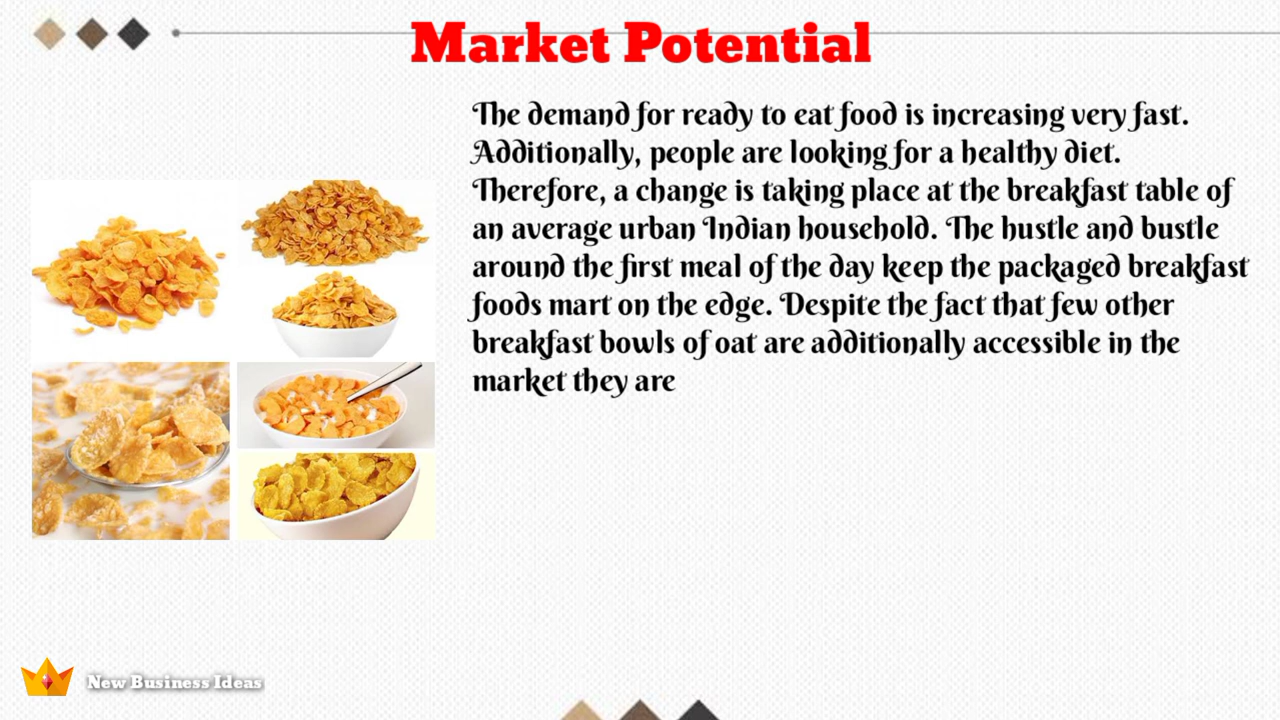 Market Potential
The demand for ready to eat food is increasing very fast.
Additionally, people are looking for a healthy diet.
Therefore, a change is taking place at the breakfast table of
an average urban Indian household. The hustle and bustle
around the first meal of the day keep the packaged breakfast
foods mart on the edge. Despite the fact that few other
breakfast bowls of oat are additionally accessible in the
market they are
New Business Ideas